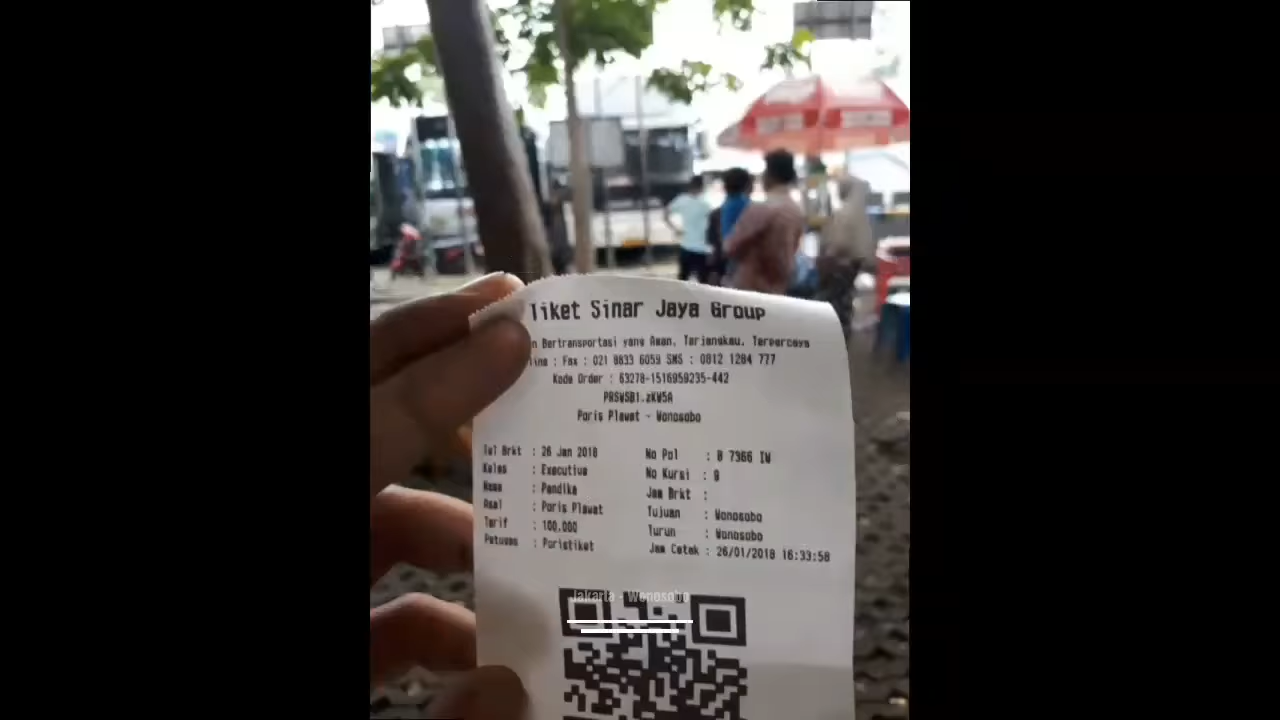 Tiket Sinar Jaya Group
n Bertransportasi yang Aman, Terjangkau, Terpercaya
line : Fax : 021 8833 6059 SMS : 0812 1284 777
Kode Order : 63278-1516959235-442
PRSWSB1.zKW5A
Poris Plawat - Wonosobo
Tgl Brkt : 26 Jan 2018
No Pol : B 7366 IW
Kelas : Executive
No Kursi : 9
Nama : Pandika
Jam Brkt :
Asal : Poris Plawat
Tujuan : Wonosobo
Tarif : 100.000
Turun : Wonosobo
Petugas : Paristiket
Jam Cetak : 26/01/2018 16:33:58
Jakarta - Wonosobo